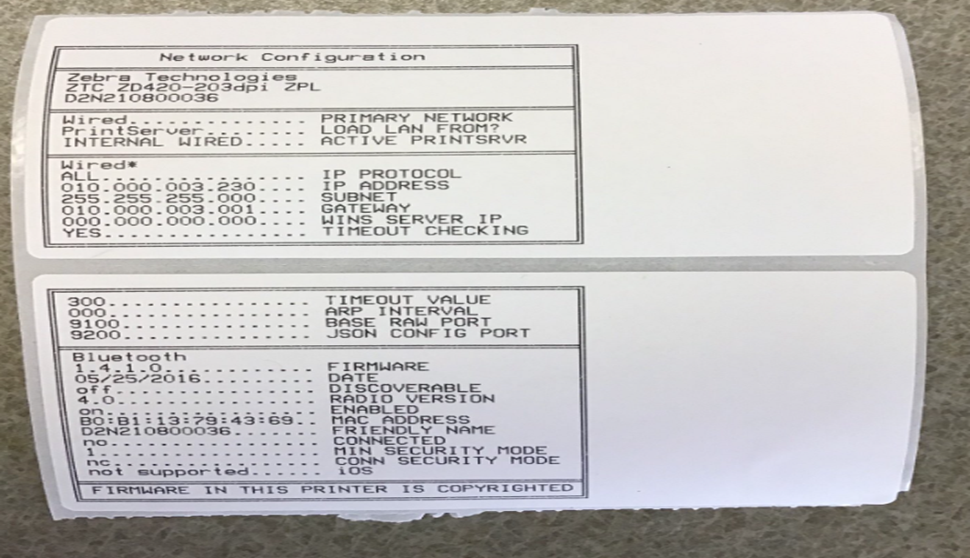 Network Configuration
Zebra Technologies
ZTC ZD420-203dpi ZPL
D2N210800036
Wired............... PRIMARY NETWORK
PrintServer......... LOAD LAN FROM?
INTERNAL WIRED..... ACTIVE PRINTSRVR
Wired*
ALL................. IP PROTOCOL
010.000.003.230.... IP ADDRESS
255.255.255.000.... SUBNET
010.000.003.001.... GATEWAY
000.000.000.000.... WINS SERVER IP
YES................. TIMEOUT CHECKING
300................. TIMEOUT VALUE
000................. ARP INTERVAL
9100................ BASE RAW PORT
9200................ JSON CONFIG PORT
Bluetooth
1.4.1.0............. FIRMWARE
05/25/2016.......... DATE
off................. DISCOVERABLE
4.0................. RADIO VERSION
on.................. ENABLED
B0:B1:13:79:43:69.. MAC ADDRESS
D2N210800036........ FRIENDLY NAME
no.................. CONNECTED
1................... MIN SECURITY MODE
nc.................. CONN SECURITY MODE
not supported....... iOS
FIRMWARE IN THIS PRINTER IS COPYRIGHTED